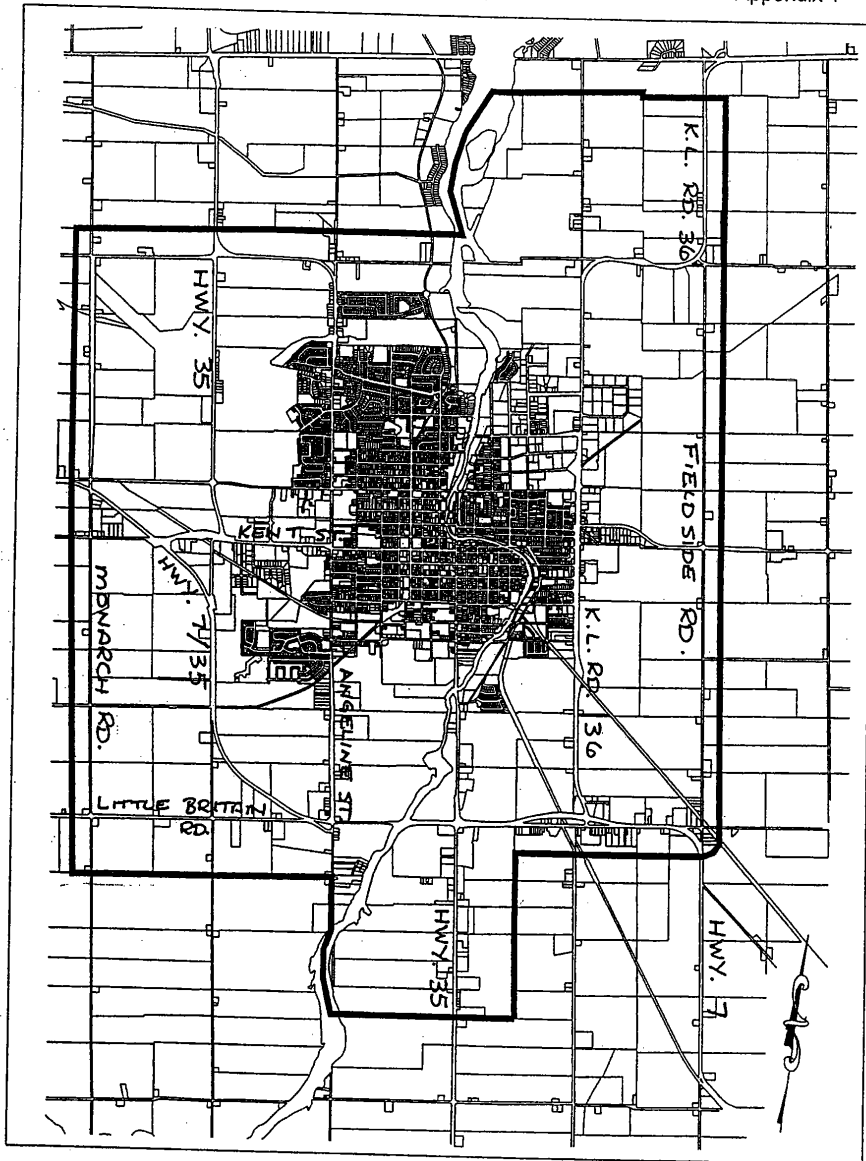 Appendix 1
K.L. RD. 36
HWY. 35
FIELDSIDE RD.
KENT ST.
HWY. 7/35
MONARCH RD.
K.L. RD. 36
ANGELINE ST.
LITTLE BRITAIN
RD.
HWY. 35
HWY. 7